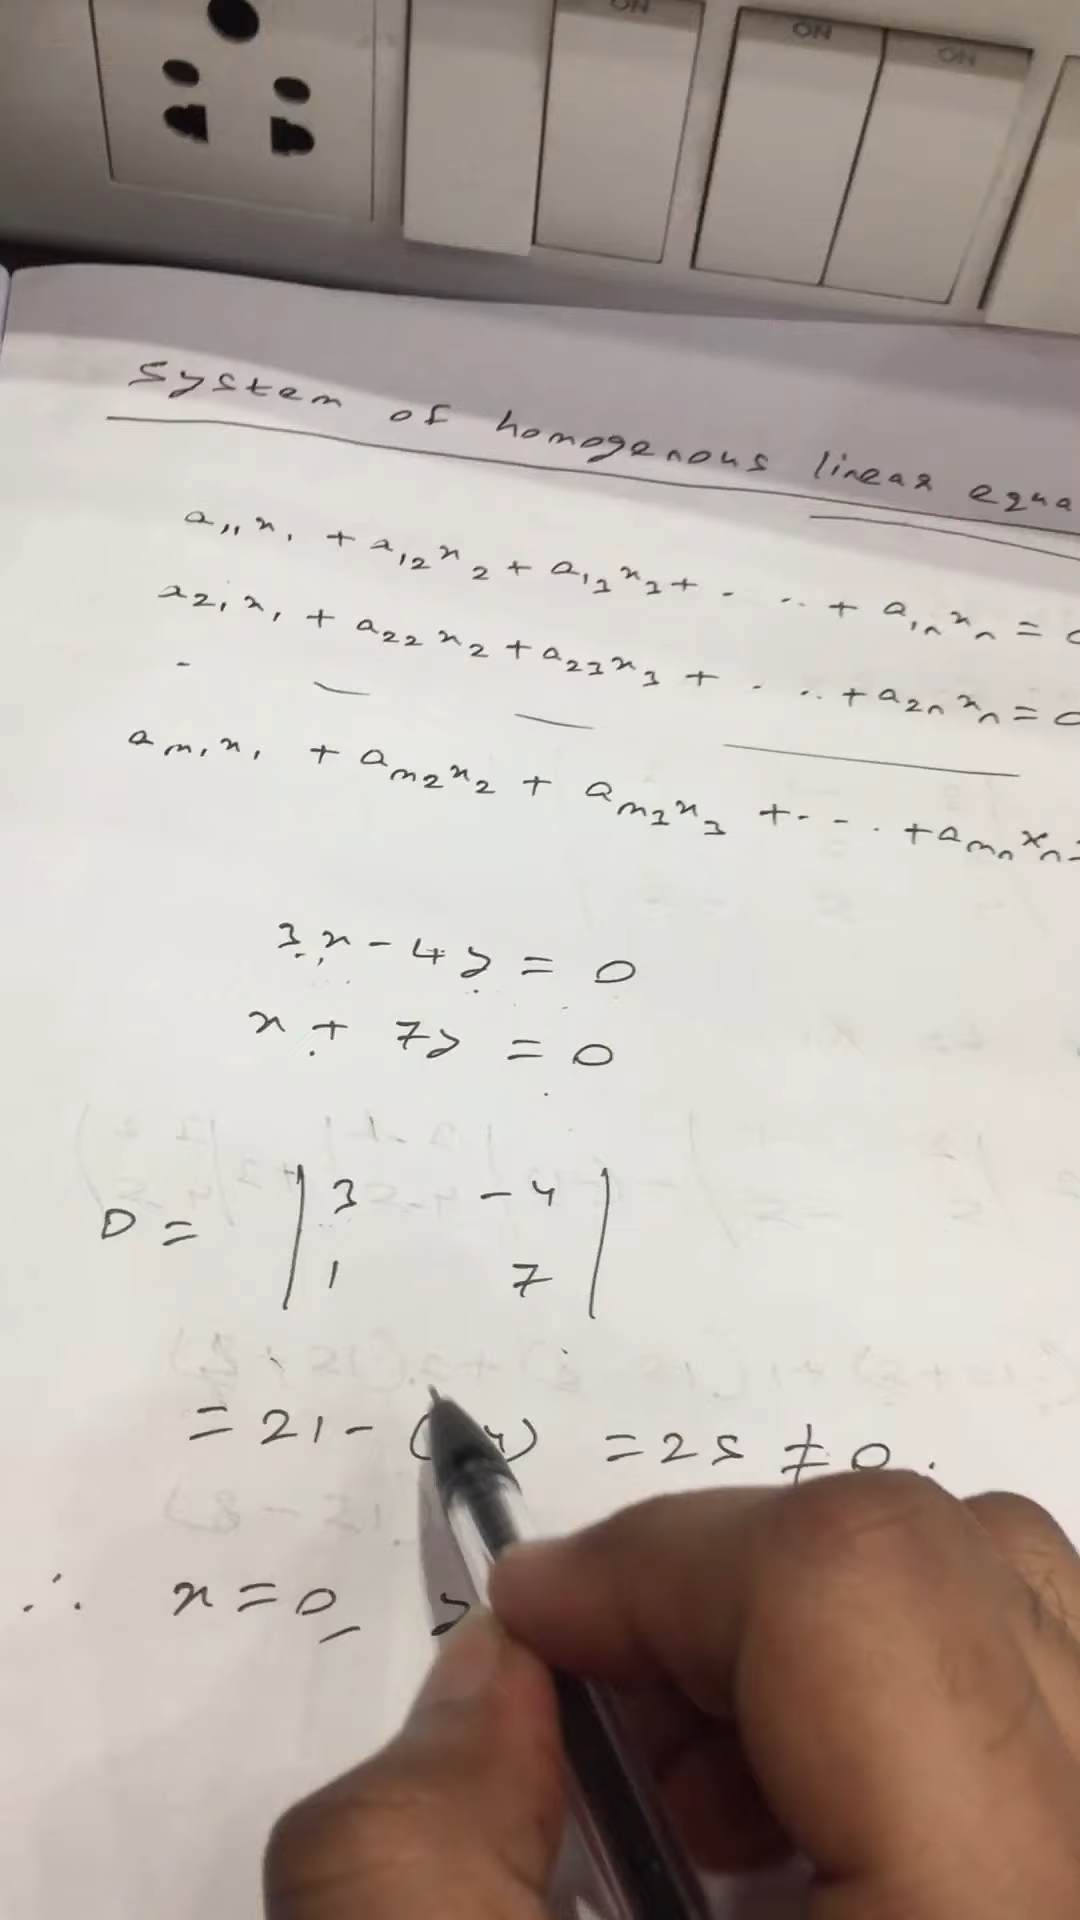 ON
ON
ON
System of homogenous linear equa
a₁₁x₁ + a₁₂x₂ + a₁₃x₃ + . . . + a₁ₙxₙ = 0
a₂₁x₁ + a₂₂x₂ + a₂₃x₃ + . . . + a₂ₙxₙ = 0
aₘ₁x₁ + aₘ₂x₂ + aₘ₃x₃ + - - . + aₘₙxₙ =
3x - 4y = 0
x + 7y = 0
D = | 3 -4 |
| 1 7 |
= 21 - ( 4) = 25 ≠ 0.
∴ x = 0, y